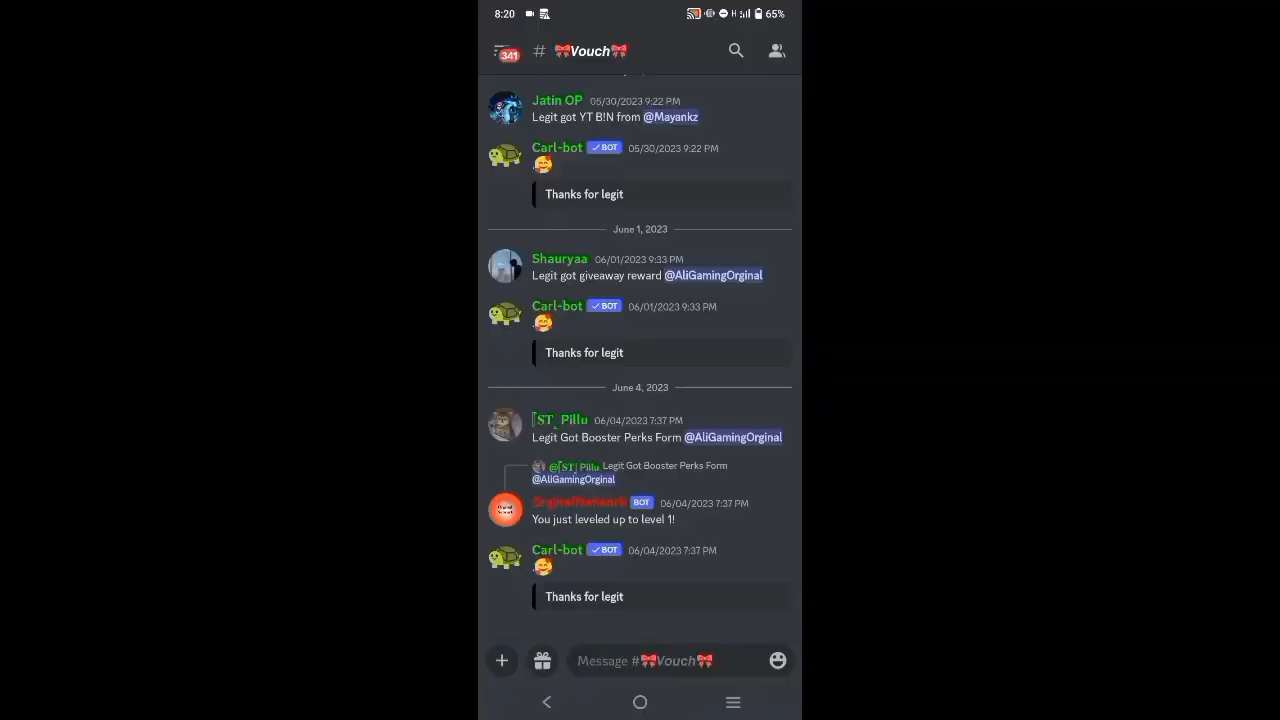 8:20 H 65%
341 # 🎀Vouch🎀
Jatin OP 05/30/2023 9:22 PM
Legit got YT B!N from @Mayankz
Carl-bot ✓ BOT 05/30/2023 9:22 PM
🥰
Thanks for legit
June 1, 2023
Shauryaa 06/01/2023 9:33 PM
Legit got giveaway reward @AliGamingOrginal
Carl-bot ✓ BOT 06/01/2023 9:33 PM
🥰
Thanks for legit
June 4, 2023
「ST」Pillu 06/04/2023 7:37 PM
Legit Got Booster Perks Form @AliGamingOrginal
@「ST」Pillu Legit Got Booster Perks Form
@AliGamingOrginal
OrginalNetwork BOT 06/04/2023 7:37 PM
You just leveled up to level 1!
Carl-bot ✓ BOT 06/04/2023 7:37 PM
🥰
Thanks for legit
Message #🎀Vouch🎀